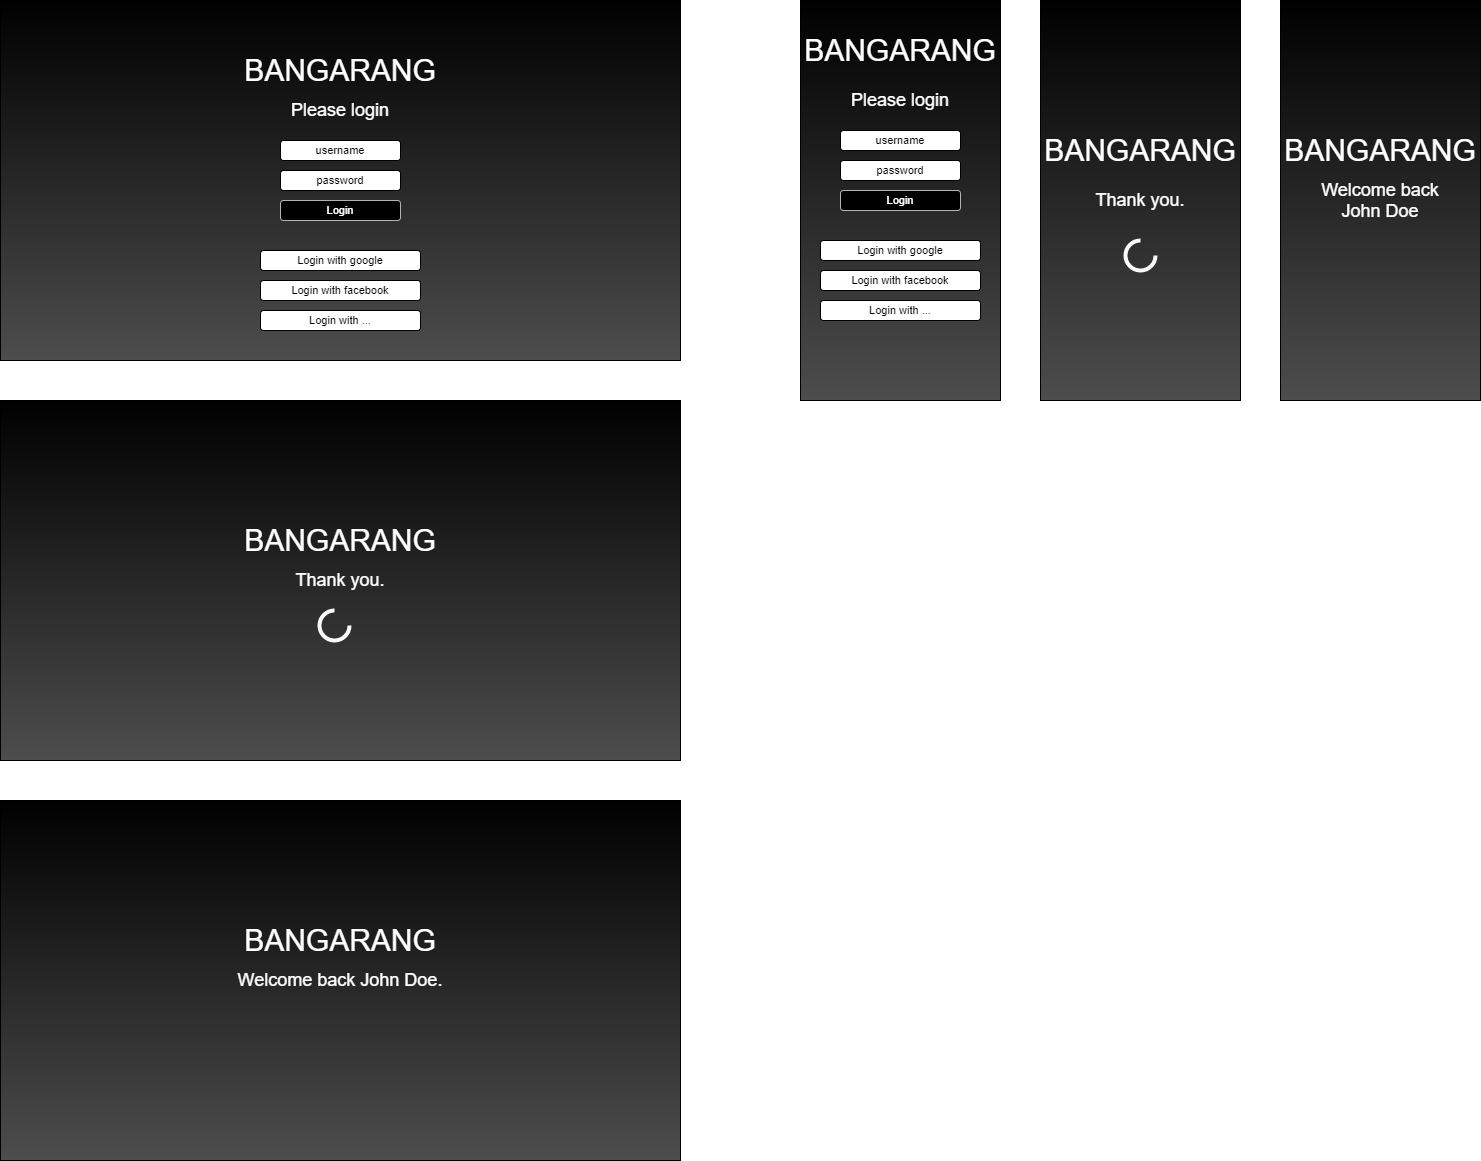 BANGARANG
Please login
username
password
Login
Login with google
Login with facebook
Login with ...
BANGARANG
Thank you.
BANGARANG
Welcome back John Doe.
BANGARANG
Please login
username
password
Login
Login with google
Login with facebook
Login with ...
BANGARANG
Thank you.
BANGARANG
Welcome back
John Doe